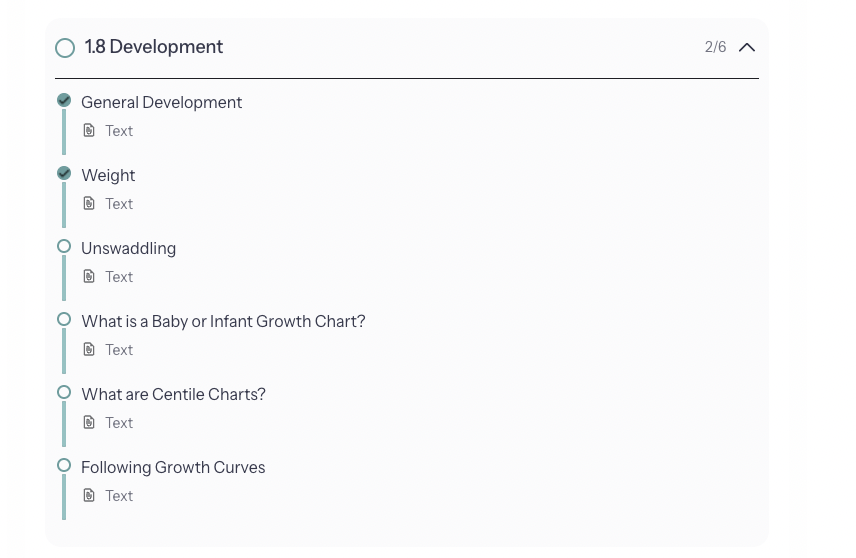 1.8 Development
2/6
General Development
Text
Weight
Text
Unswaddling
Text
What is a Baby or Infant Growth Chart?
Text
What are Centile Charts?
Text
Following Growth Curves
Text